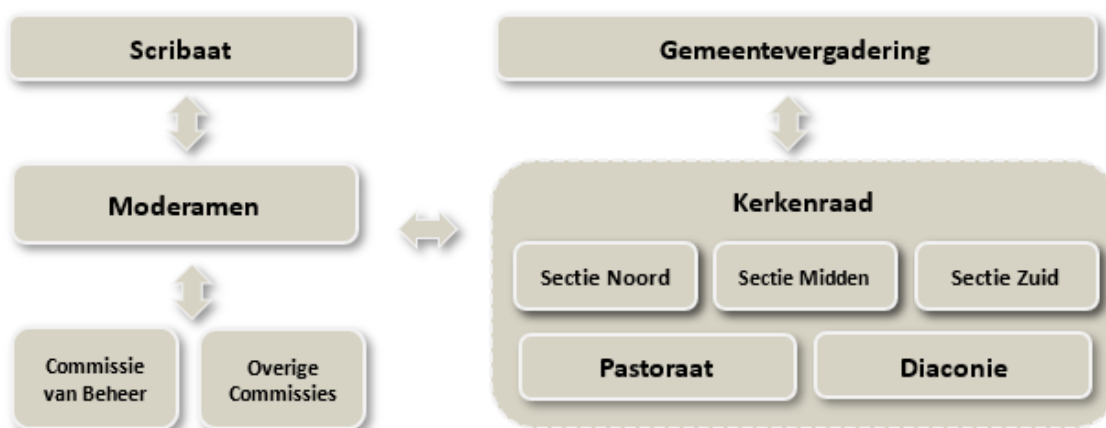 Scribaat
Gemeentevergadering
Moderamen
Kerkenraad
Sectie Noord
Sectie Midden
Sectie Zuid
Commissie
van Beheer
Overige
Commissies
Pastoraat
Diaconie